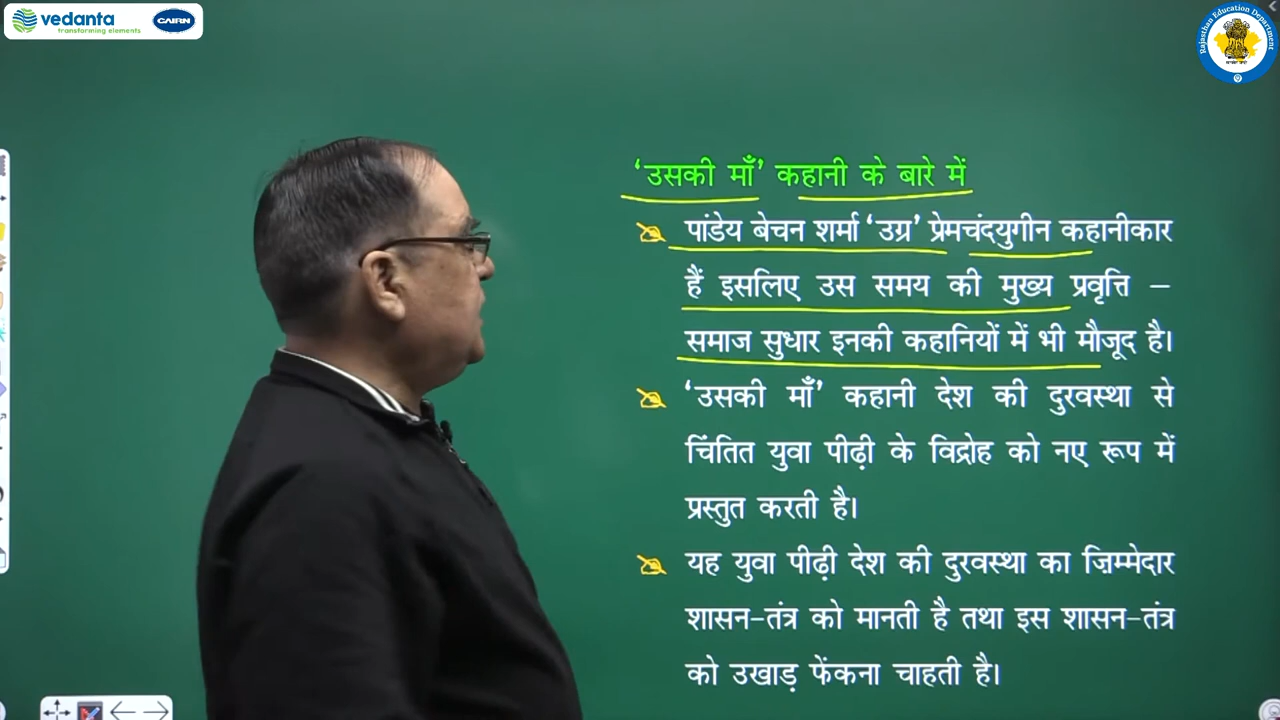 vedanta
transforming elements
CAIRN
Rajasthan Education Department
'उसकी माँ' कहानी के बारे में
पांडेय बेचन शर्मा 'उग्र' प्रेमचंदयुगीन कहानीकार
हैं इसलिए उस समय की मुख्य प्रवृत्ति –
समाज सुधार इनकी कहानियों में भी मौजूद है।
'उसकी माँ' कहानी देश की दुरवस्था से
चिंतित युवा पीढ़ी के विद्रोह को नए रूप में
प्रस्तुत करती है।
यह युवा पीढ़ी देश की दुरवस्था का ज़िम्मेदार
शासन-तंत्र को मानती है तथा इस शासन-तंत्र
को उखाड़ फेंकना चाहती है।